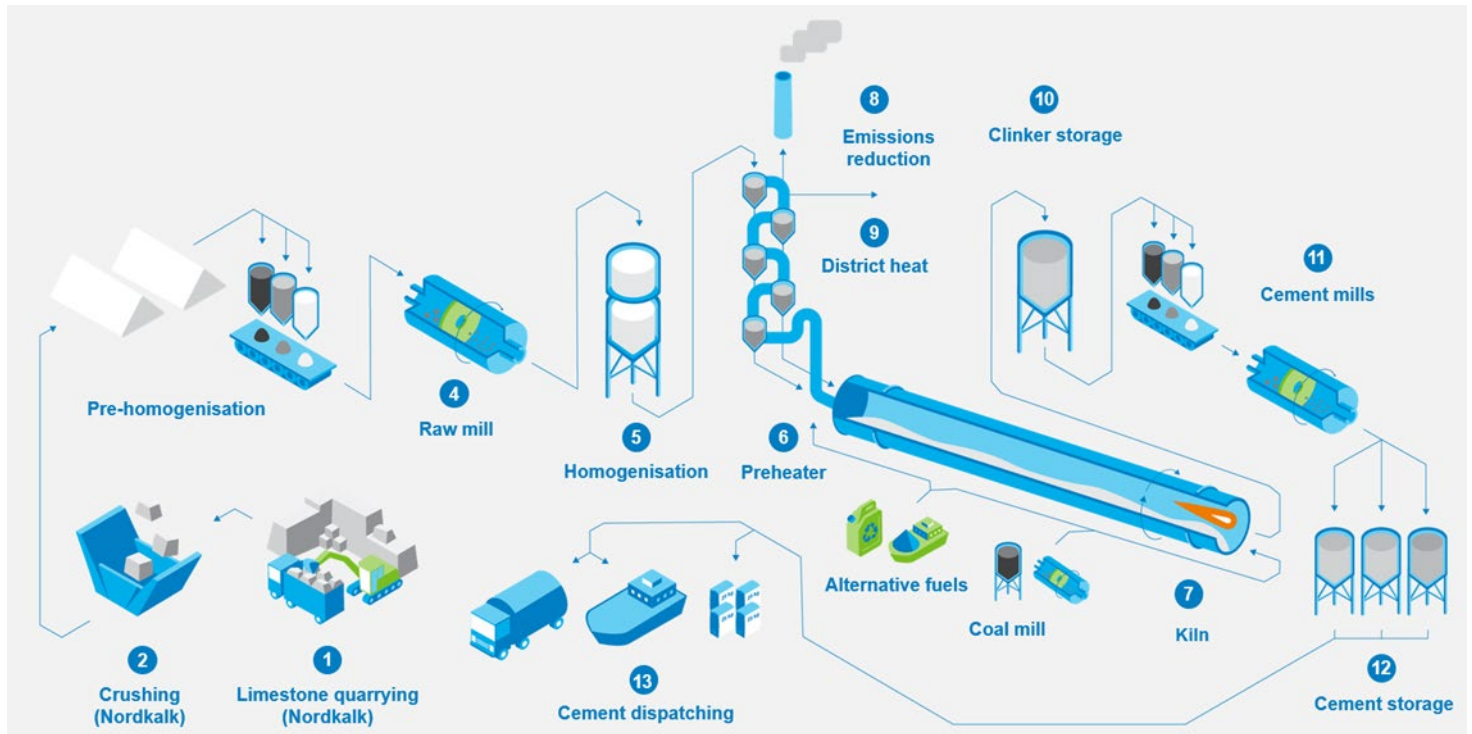 8
Emissions
reduction
10
Clinker storage
9
District heat
11
Cement mills
Pre-homogenisation
4
Raw mill
5
Homogenisation
6
Preheater
Alternative fuels
Coal mill
7
Kiln
2
Crushing
(Nordkalk)
1
Limestone quarrying
(Nordkalk)
13
Cement dispatching
12
Cement storage